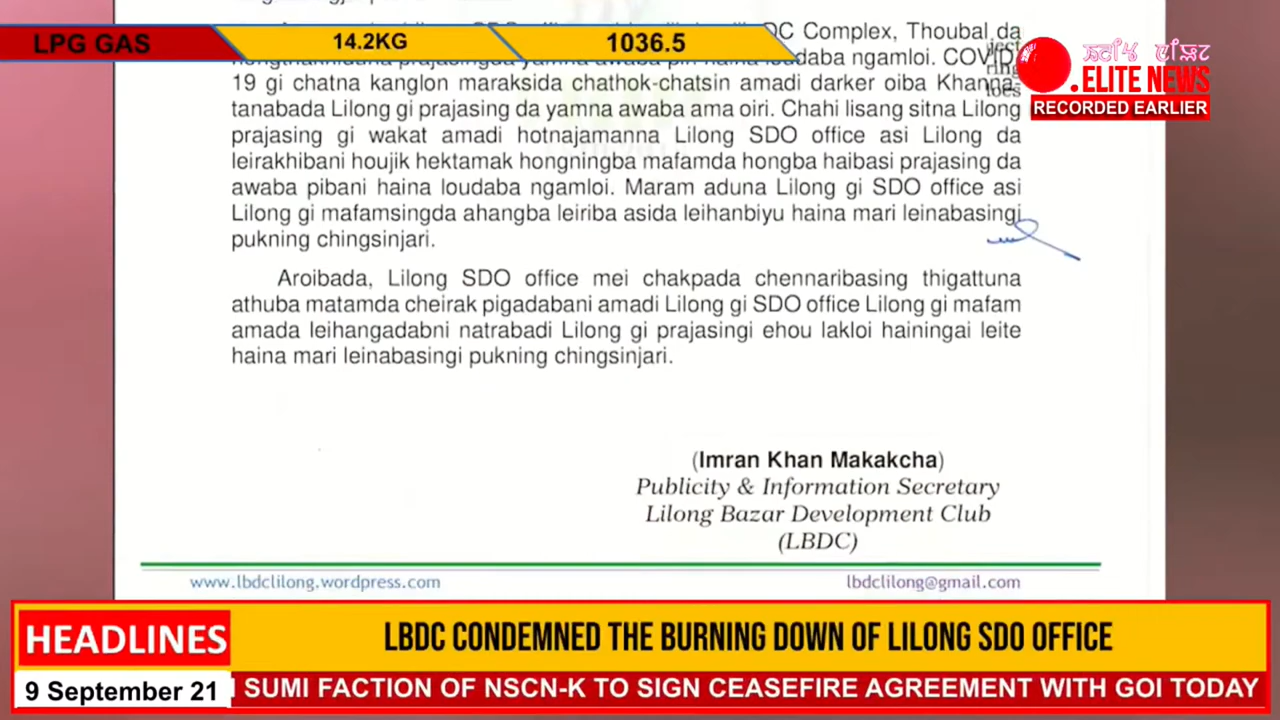 LPG GAS
14.2KG
1036.5
ꯑꯦꯂꯥꯏꯠ ꯅꯤꯎꯖ
.ELITE NEWS
RECORDED EARLIER
DC Complex, Thoubal da
yamna awaba haina loudaba ngamloi. COVID-
19 gi chatna kanglon nanaksida chathok-chatsin amadi darker oiba Khanna-
tanabada Lilong gi prajasing da yamna awaba ama oiri. Chahi lisang sitna Lilong
prajasing gi wakat amadi hotnajamanna Lilong SDO office asi Lilong da
leirakhibani houjik hektamak hongningba mafamda hongba haibasi prajasing da
awaba pibani haina loudaba ngamloi. Maram aduna Lilong gi SDO office asi
Lilong gi mafamsingda ahangba leiriba asida leihanbiyu haina mari leinabasingi
pukning chingsinjari.
Aroibada, Lilong SDO office mei chakpada chennaribasing thigattuna
athuba matamda cheirak pigadabani amadi Lilong gi SDO office Lilong gi mafam
amada leihangadabni natrabadi Lilong gi prajasingi ehou lakloi hainingai leite
haina mari leinabasingi pukning chingsinjari.
(Imran Khan Makakcha)
Publicity & Information Secretary
Lilong Bazar Development Club
(LBDC)
www.lbdclilong.wordpress.com
lbdclilong@gmail.com
HEADLINES
LBDC CONDEMNED THE BURNING DOWN OF LILONG SDO OFFICE
9 September 21
SUMI FACTION OF NSCN-K TO SIGN CEASEFIRE AGREEMENT WITH GOI TODAY